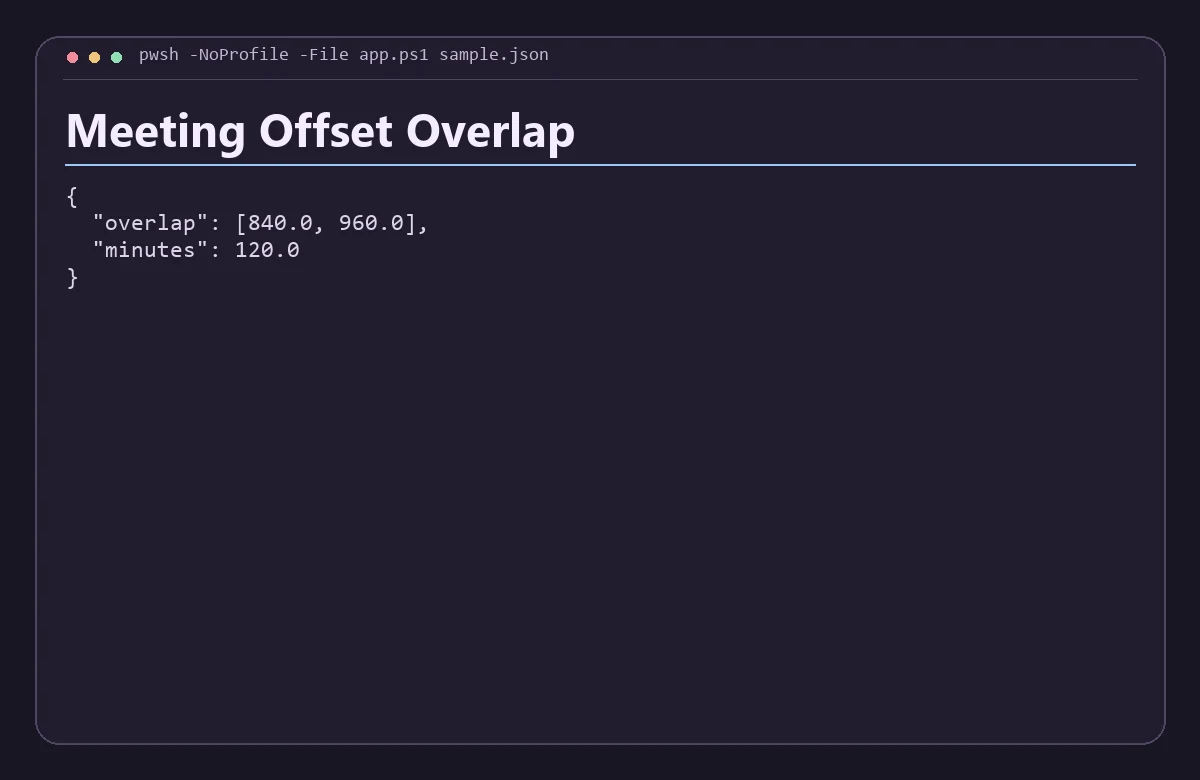 pwsh -NoProfile -File app.ps1 sample.json
Meeting Offset Overlap
{
  "overlap": [840.0, 960.0],
  "minutes": 120.0
}